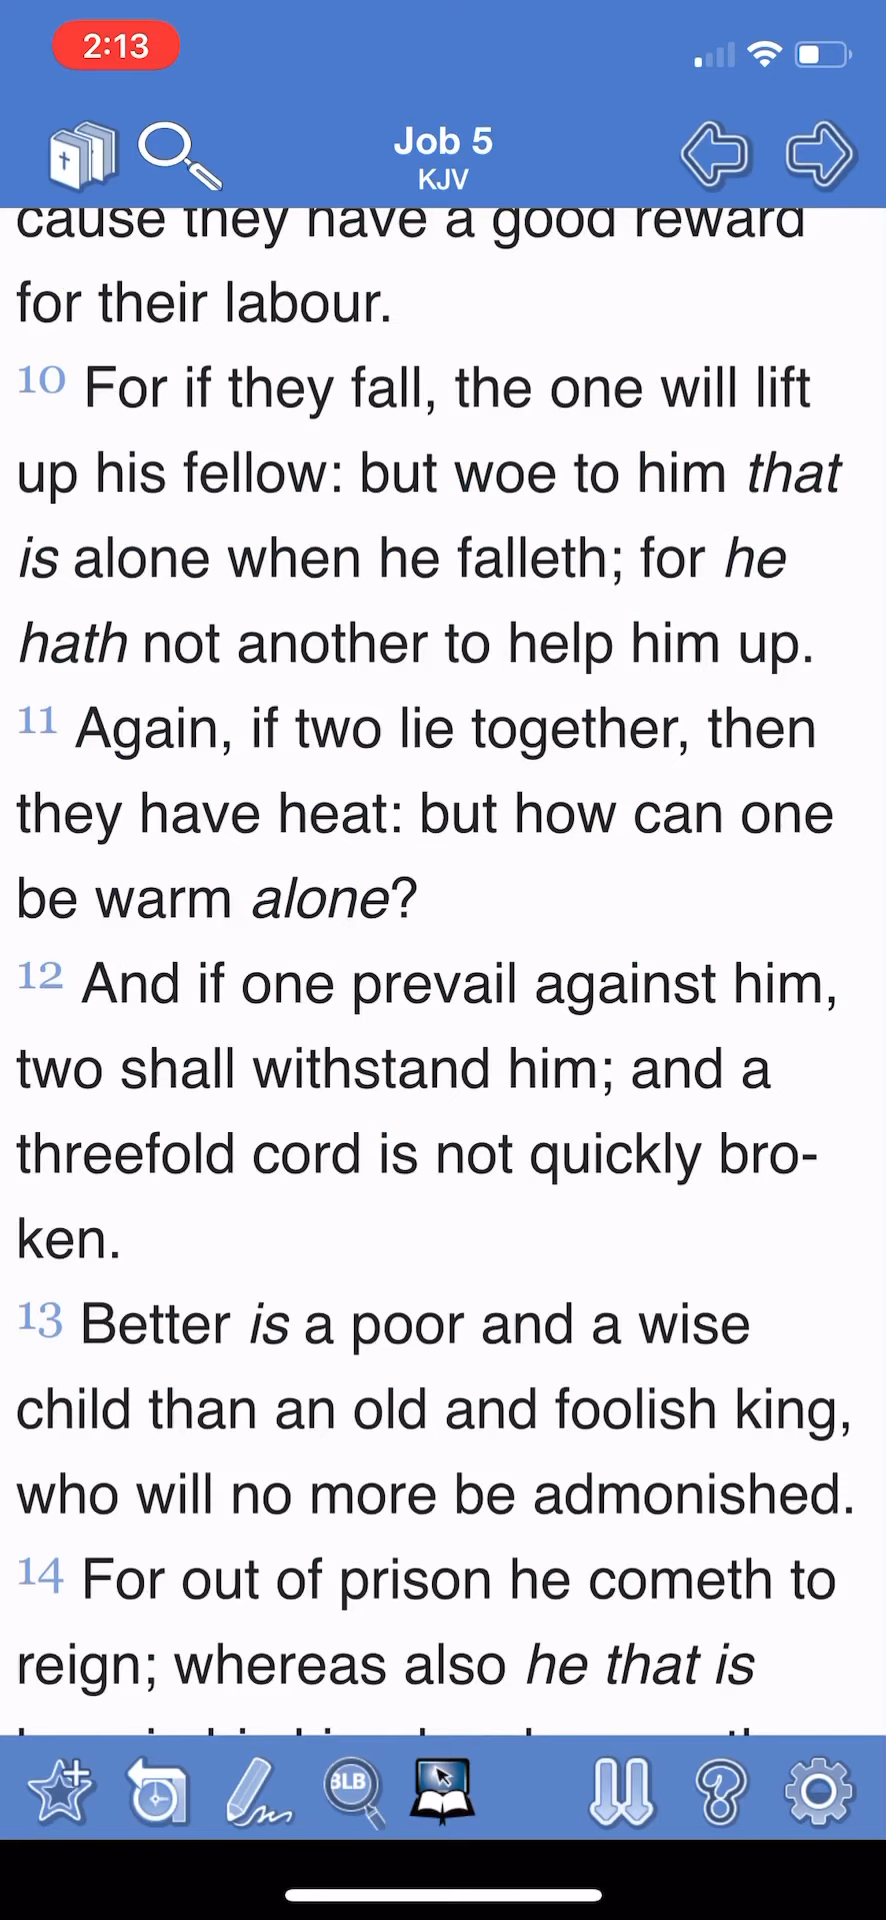 2:13
Job 5
KJV
cause they have a good reward
for their labour.
10 For if they fall, the one will lift
up his fellow: but woe to him that
is alone when he falleth; for he
hath not another to help him up.
11 Again, if two lie together, then
they have heat: but how can one
be warm alone?
12 And if one prevail against him,
two shall withstand him; and a
threefold cord is not quickly bro-
ken.
13 Better is a poor and a wise
child than an old and foolish king,
who will no more be admonished.
14 For out of prison he cometh to
reign; whereas also he that is
BLB